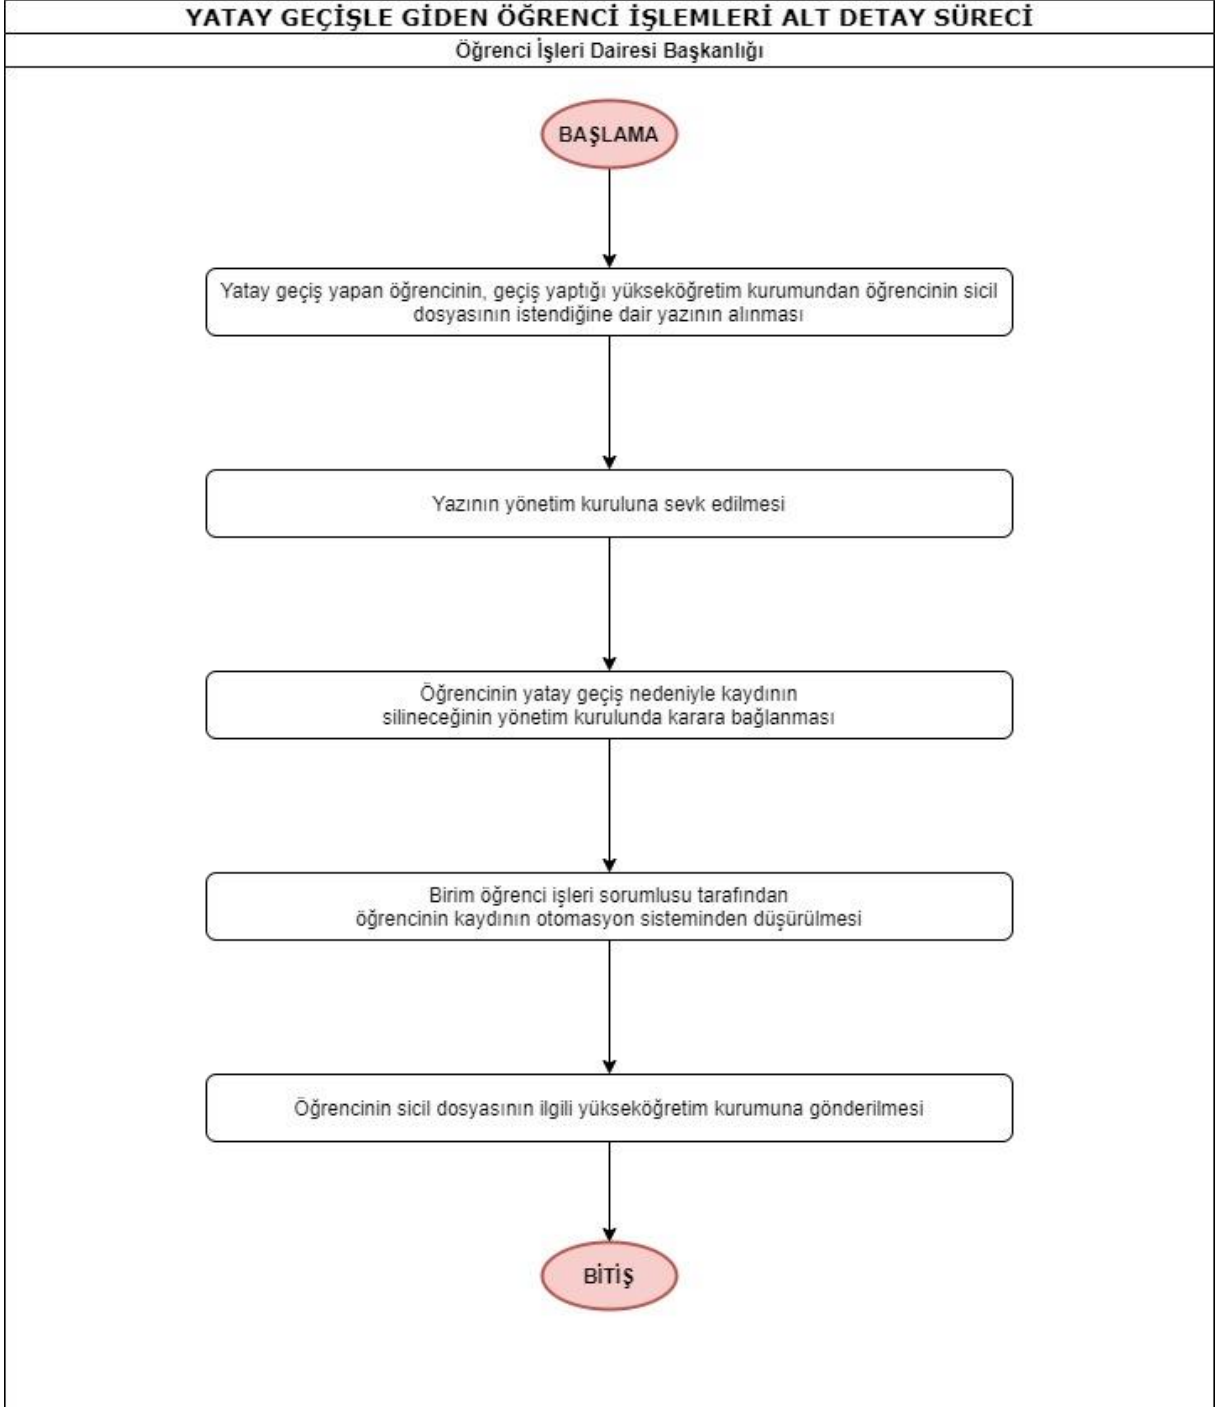 YATAY GEÇİŞLE GİDEN ÖĞRENCİ İŞLEMLERİ ALT DETAY SÜRECİ
Öğrenci İşleri Dairesi Başkanlığı
BAŞLAMA
Yatay geçiş yapan öğrencinin, geçiş yaptığı yükseköğretim kurumundan öğrencinin sicil
dosyasının istendiğine dair yazının alınması
Yazının yönetim kuruluna sevk edilmesi
Öğrencinin yatay geçiş nedeniyle kaydının
silineceğinin yönetim kurulunda karara bağlanması
Birim öğrenci işleri sorumlusu tarafından
öğrencinin kaydının otomasyon sisteminden düşürülmesi
Öğrencinin sicil dosyasının ilgili yükseköğretim kurumuna gönderilmesi
BİTİŞ